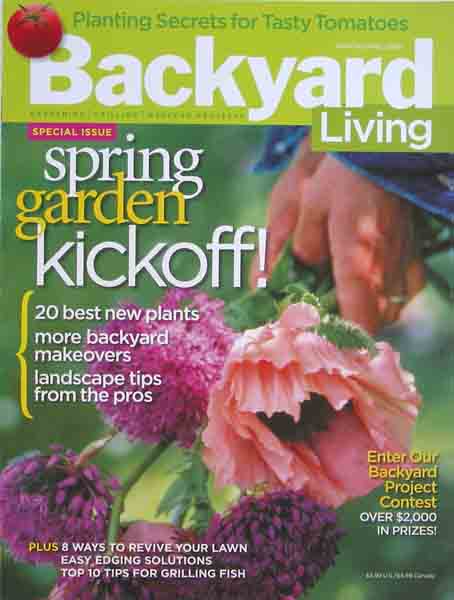 Planting Secrets for Tasty Tomatoes
Backyard
Living
SPECIAL ISSUE
spring
garden
kickoff!
20 best new plants
more backyard
makeovers
landscape tips
from the pros
Enter Our
Backyard
Project
Contest
OVER $2,000
IN PRIZES!
PLUS 8 WAYS TO REVIVE YOUR LAWN
EASY EDGING SOLUTIONS
TOP 10 TIPS FOR GRILLING FISH